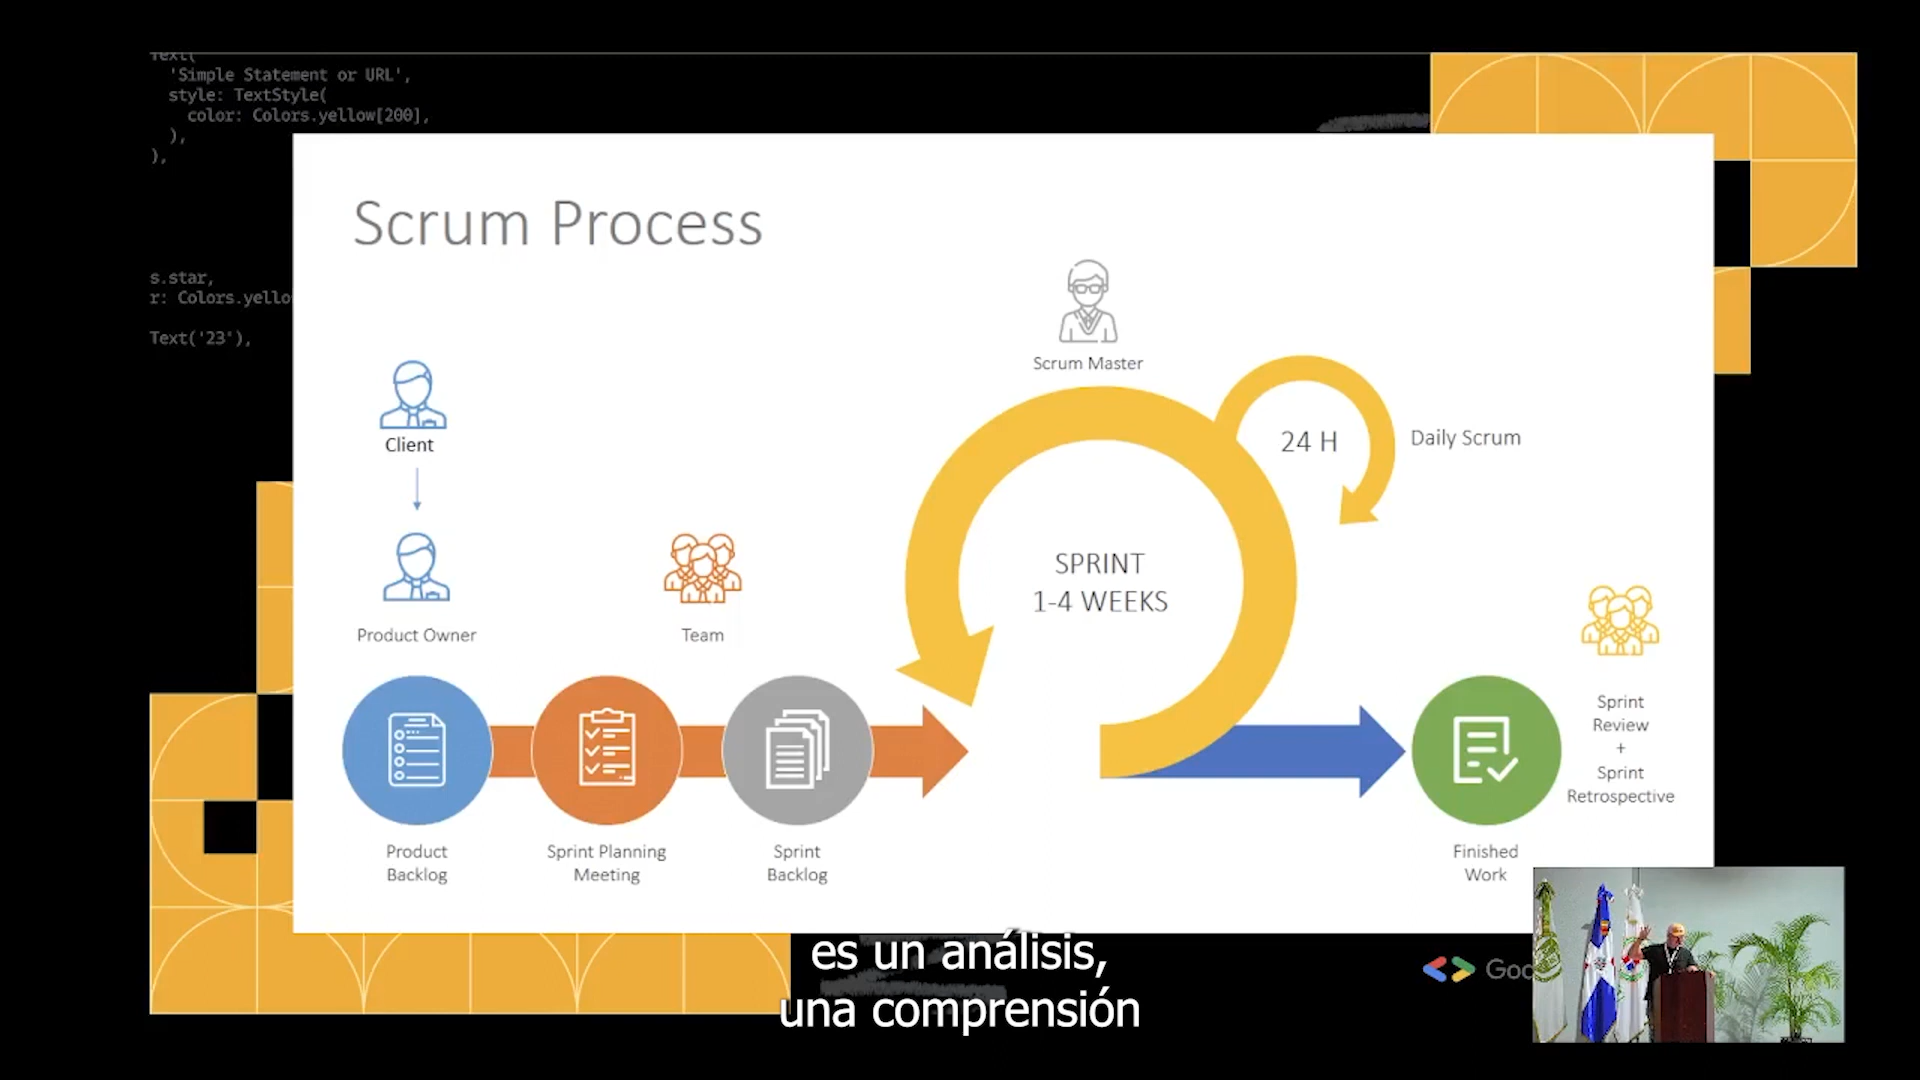 Text(
'Simple Statement or URL',
style: TextStyle(
color: Colors.yellow[200],
),
),
s.star,
r: Colors.yello
Text('23'),
Scrum Process
Scrum Master
Client
24 H
Daily Scrum
SPRINT
1-4 WEEKS
Product Owner
Team
Sprint
Review
+
Sprint
Retrospective
Product
Backlog
Sprint Planning
Meeting
Sprint
Backlog
Finished
Work
es un análisis,
una comprensión
Goo